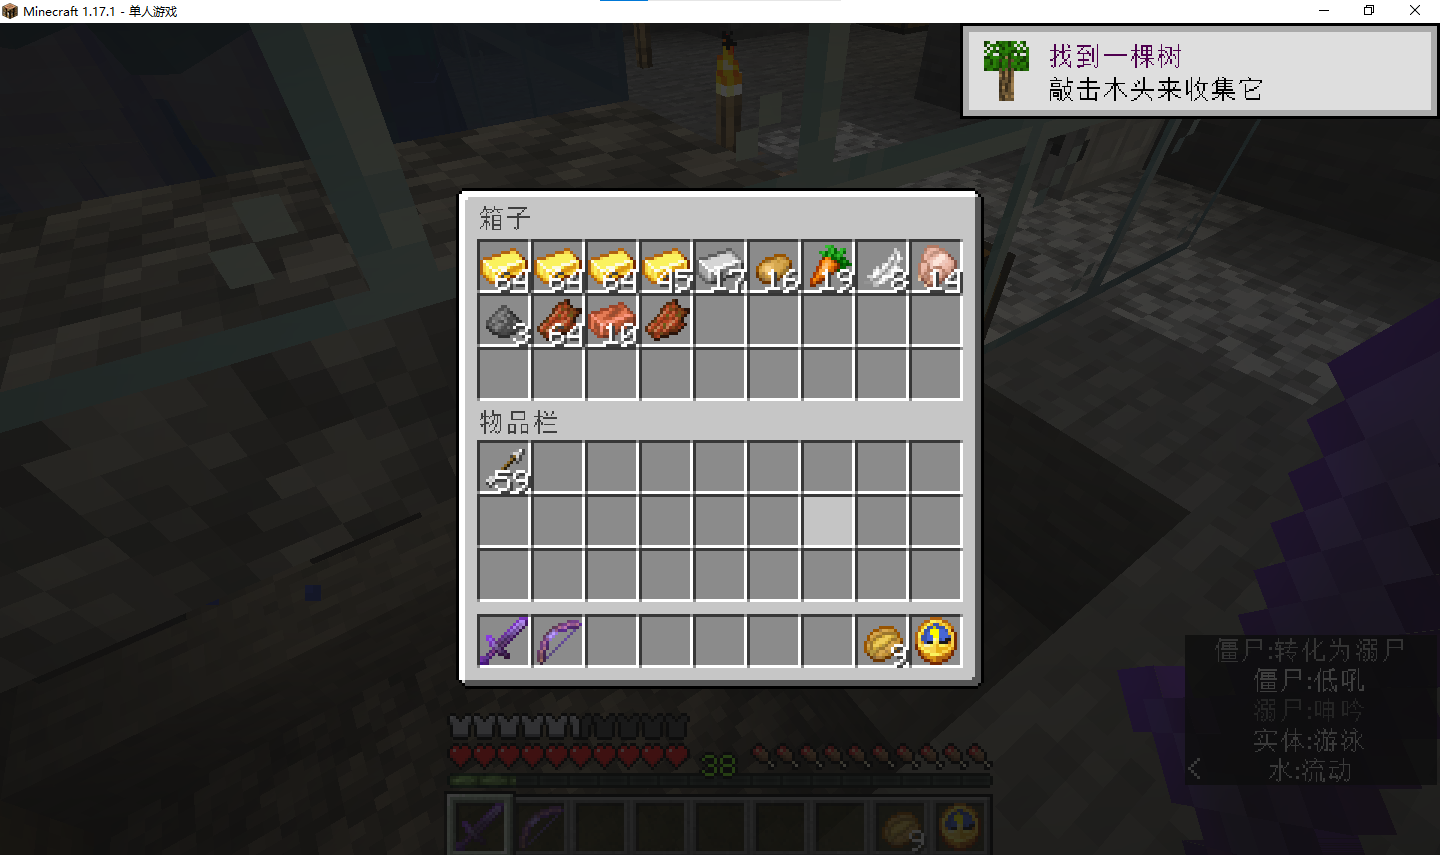 Minecraft 1.17.1 - 单人游戏
找到一棵树
敲击木头来收集它
箱子
64 64 64 45 17 16 19 8 14
3 64 10
物品栏
59
9 1
僵尸:转化为溺尸
僵尸:低吼
溺尸:呻吟
实体:游泳
< 水:流动
38
9 1